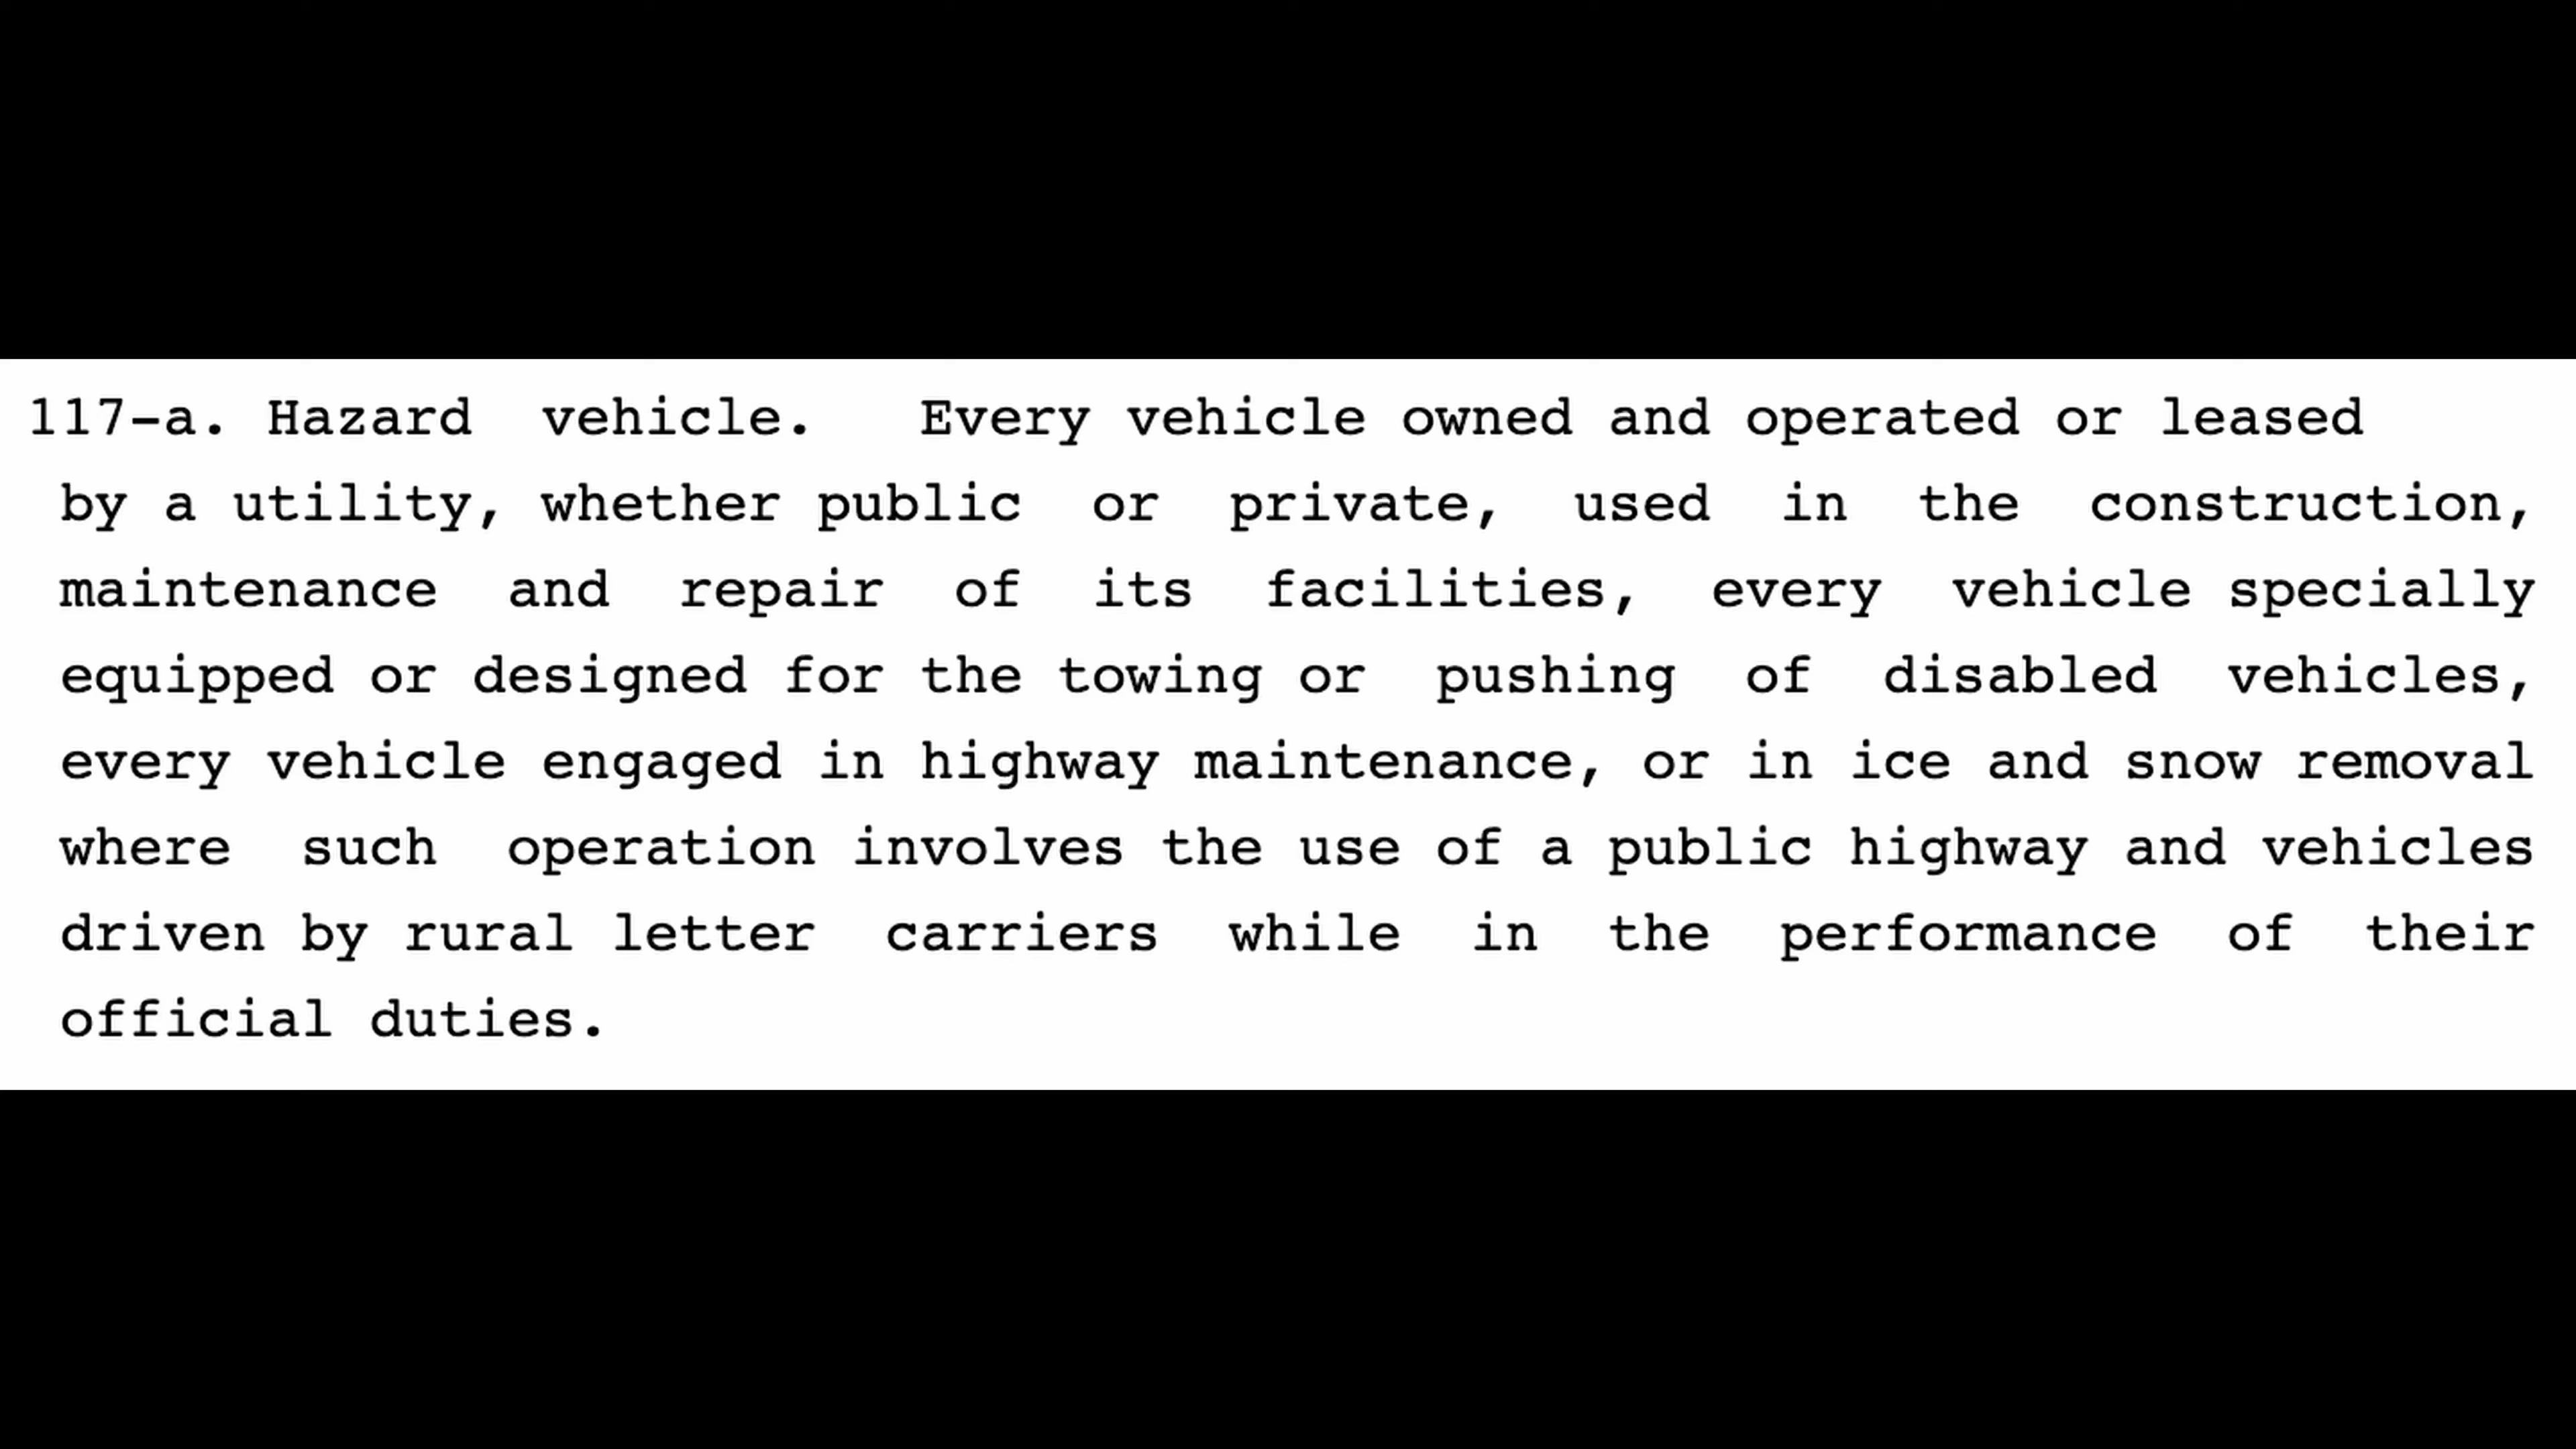 117-a. Hazard vehicle. Every vehicle owned and operated or leased
by a utility, whether public or private, used in the construction,
maintenance and repair of its facilities, every vehicle specially
equipped or designed for the towing or pushing of disabled vehicles,
every vehicle engaged in highway maintenance, or in ice and snow removal
where such operation involves the use of a public highway and vehicles
driven by rural letter carriers while in the performance of their
official duties.